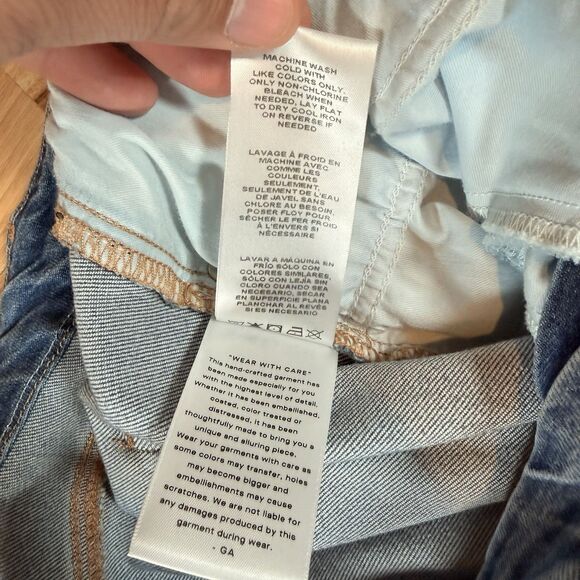 MACHINE WASH
COLD WITH
LIKE COLORS ONLY.
ONLY NON-CHLORINE
BLEACH WHEN
NEEDED, LAY FLAT
TO DRY COOL IRON
ON REVERSE IF
NEEDED
LAVAGE À FROID EN
MACHINE AVEC
COMME LES
COULEURS
SEULEMENT,
SEULEMENT DE L'EAU
DE JAVEL SANS
CHLORE AU BESOIN,
POSER FLOY POUR
SÉCHER LE FER FROID
À L'ENVERS SI
NÉCESSAIRE
LAVAR A MÁQUINA EN
FRÍO SÓLO CON
COLORES SIMILARES,
SÓLO CON LEJÍA SIN
CLORO CUANDO SEA
NECESARIO, SECAR
EN SUPERFICIE PLANA
PLANCHAR AL REVÉS
SI ES NECESARIO
"WEAR WITH CARE"
This hand-crafted garment has
been made especially for you
with the highest level of detail.
Whether it has been embellished,
coated, color treated or
distressed, it has been
thoughtfully made to bring you a
unique and alluring piece.
Wear your garments with care as
some colors may transfer, holes
may become bigger and
embellishments may cause
scratches. We are not liable for
any damages produced by this
garment during wear.
- GA